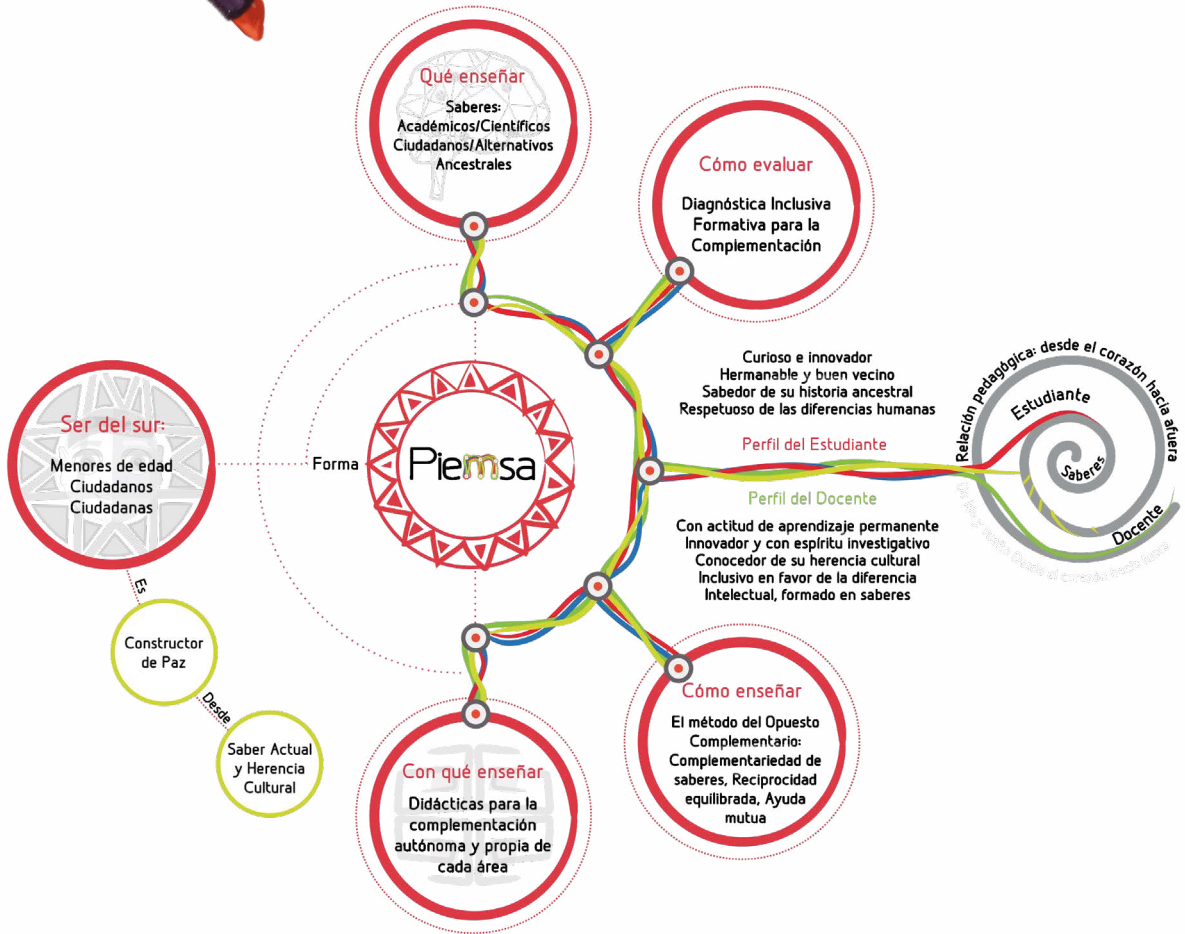 Qué enseñar
Saberes:
Académicos/Científicos
Ciudadanos/Alternativos
Ancestrales
Cómo evaluar
Diagnóstica Inclusiva
Formativa para la
Complementación
Ser del sur:
Menores de edad
Ciudadanos
Ciudadanas
Es
Constructor
de Paz
Desde
Saber Actual
y Herencia
Cultural
Forma
Piemsa
Curioso e innovador
Hermanable y buen vecino
Sabedor de su historia ancestral
Respetuoso de las diferencias humanas
Perfil del Estudiante
Perfil del Docente
Con actitud de aprendizaje permanente
Innovador y con espíritu investigativo
Conocedor de su herencia cultural
Inclusivo en favor de la diferencia
Intelectual, formado en saberes
Relación pedagógica: desde el corazón hacia afuera
Estudiante
Saberes
Docente
Cómo enseñar
El método del Opuesto
Complementario:
Complementariedad de
saberes, Reciprocidad
equilibrada, Ayuda
mutua
Con qué enseñar
Didácticas para la
complementación
autónoma y propia de
cada área